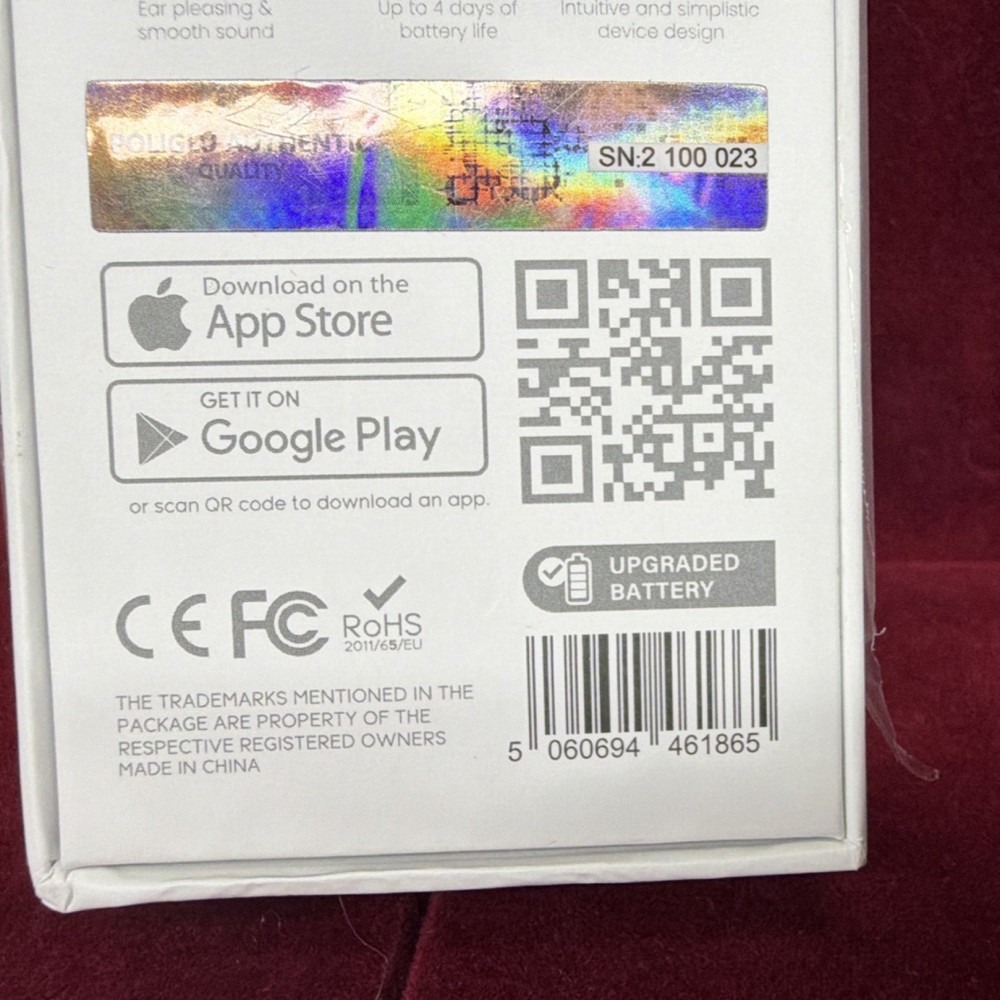 Ear pleasing &
smooth sound
Up to 4 days of
battery life
Intuitive and simplistic
device design
POLIGLU AUTHENTIC
QUALITY
SN:2 100 023
Download on the
App Store
GET IT ON
Google Play
or scan QR code to download an app.
UPGRADED
BATTERY
CE FC RoHS
2011/65/EU
THE TRADEMARKS MENTIONED IN THE
PACKAGE ARE PROPERTY OF THE
RESPECTIVE REGISTERED OWNERS
MADE IN CHINA
5 060694 461865